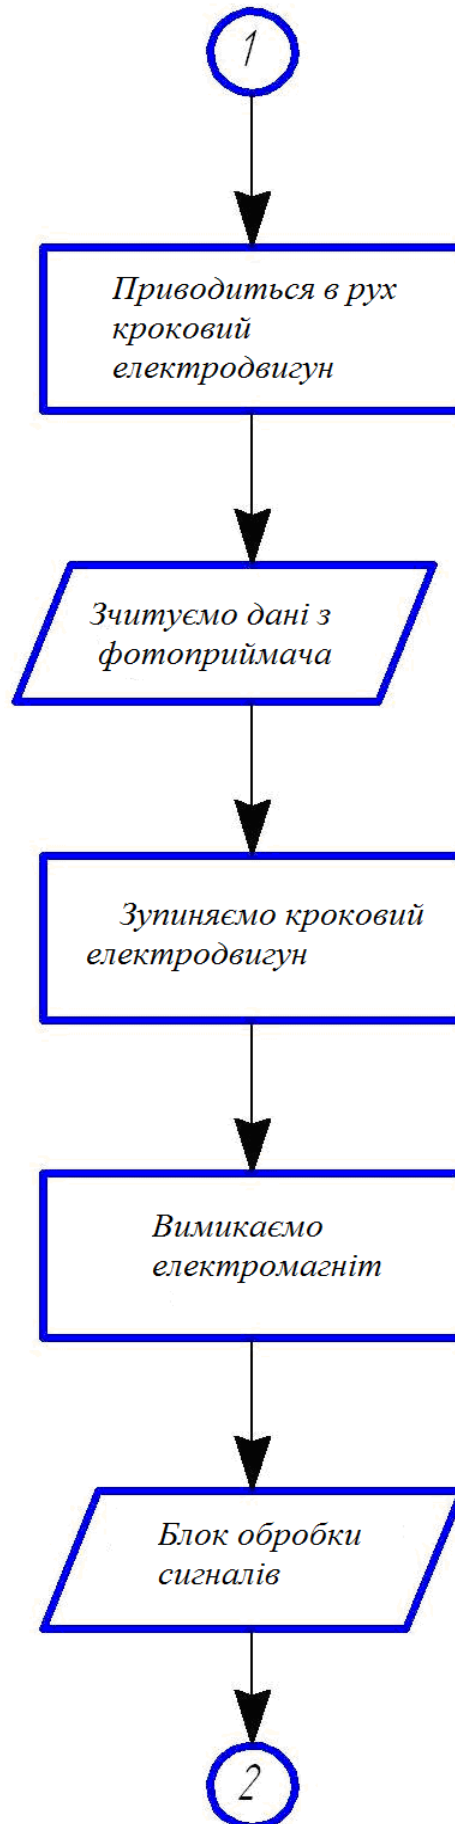 1
Приводиться в рух
кроковий
електродвигун
Зчитуємо дані з
фотоприймача
Зупиняємо кроковий
електродвигун
Вимикаємо
електромагніт
Блок обробки
сигналів
2